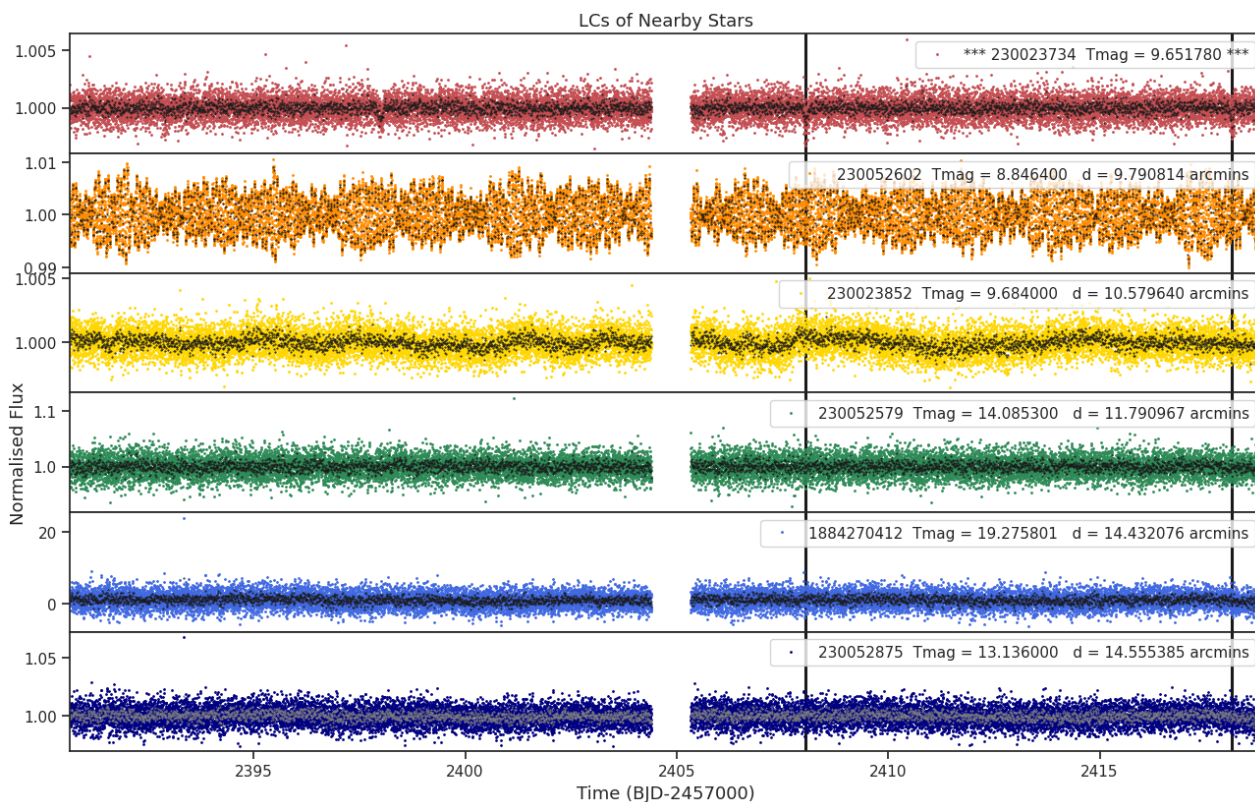 LCs of Nearby Stars
1.005
1.000
*** 230023734 Tmag = 9.651780 ***
1.01
1.00
0.99
230052602 Tmag = 8.846400 d = 9.790814 arcmins
1.005
1.000
230023852 Tmag = 9.684000 d = 10.579640 arcmins
1.1
1.0
230052579 Tmag = 14.085300 d = 11.790967 arcmins
Normalised Flux
20
0
1884270412 Tmag = 19.275801 d = 14.432076 arcmins
1.05
1.00
230052875 Tmag = 13.136000 d = 14.555385 arcmins
2395 2400 2405 2410 2415
Time (BJD-2457000)